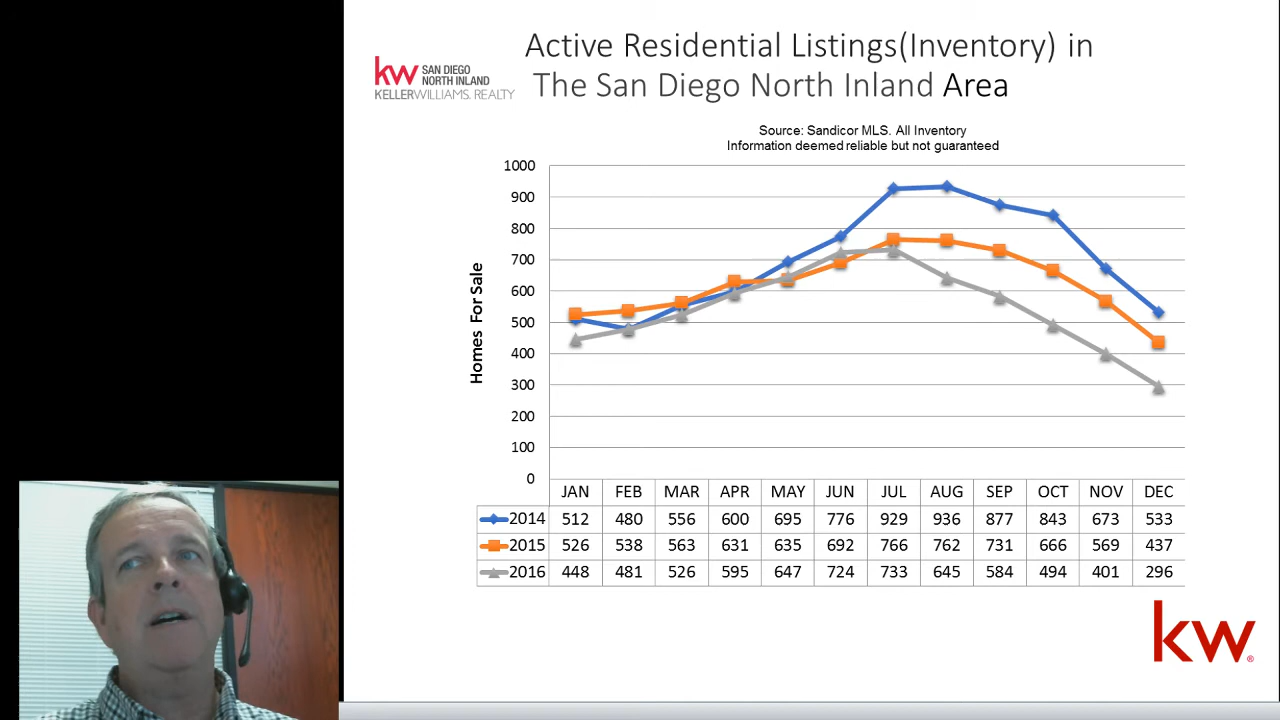 Active Residential Listings(Inventory) in
The San Diego North Inland Area
kw SAN DIEGO
NORTH INLAND
KELLERWILLIAMS. REALTY
Source: Sandicor MLS. All Inventory
Information deemed reliable but not guaranteed
Homes For Sale
1000
900
800
700
600
500
400
300
200
100
0
JAN FEB MAR APR MAY JUN JUL AUG SEP OCT NOV DEC
2014 512 480 556 600 695 776 929 936 877 843 673 533
2015 526 538 563 631 635 692 766 762 731 666 569 437
2016 448 481 526 595 647 724 733 645 584 494 401 296
kw®